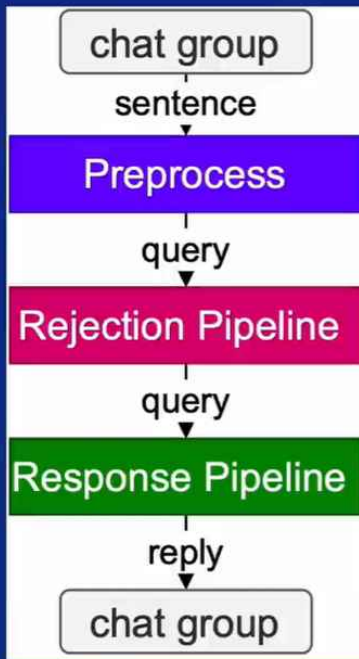 chat group
sentence
Preprocess
query
Rejection Pipeline
query
Response Pipeline
reply
chat group